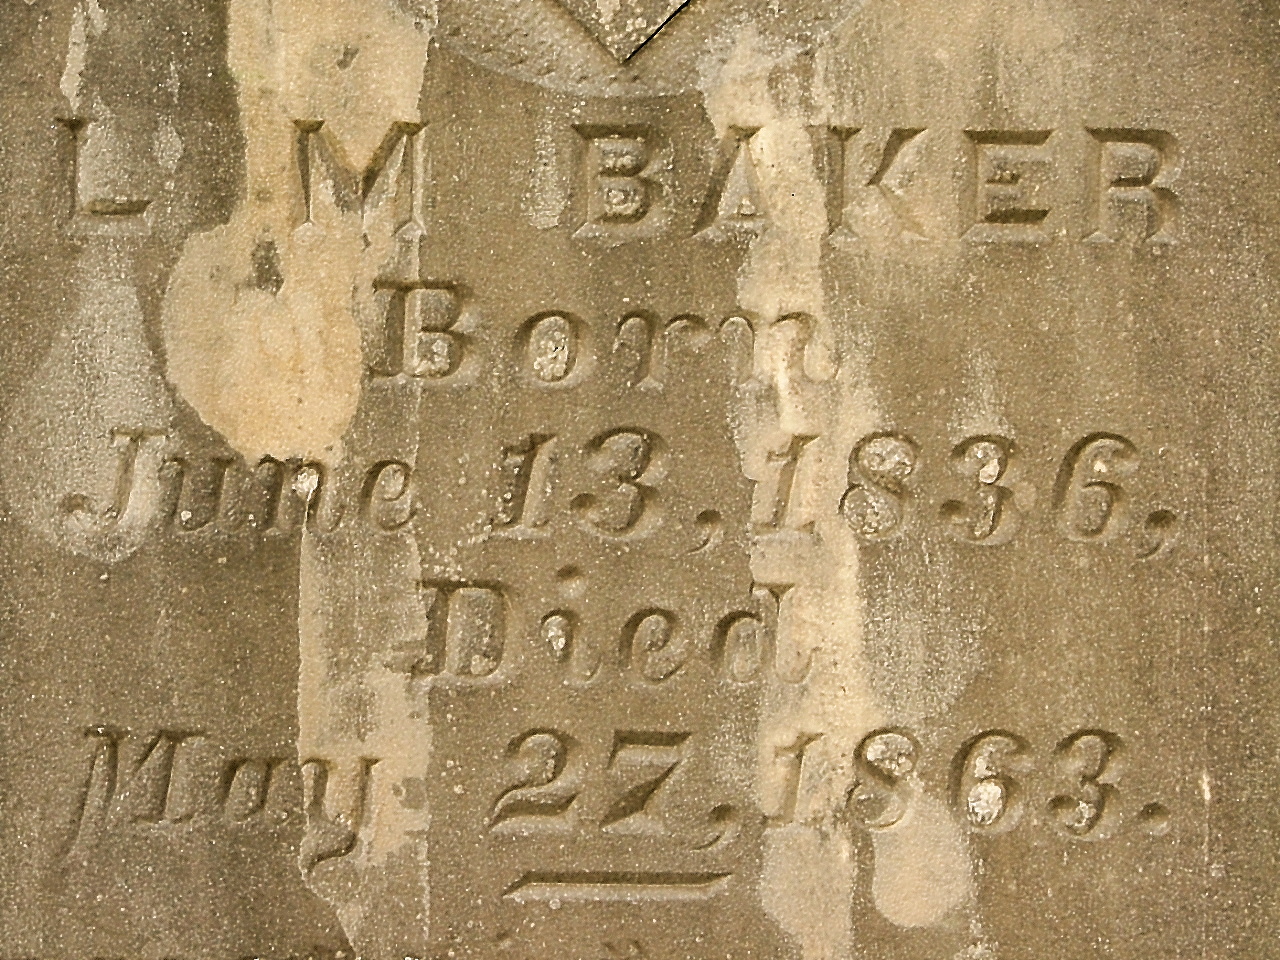 L M BAKER
Born
June 13, 1836,
Died
May 27, 1863.